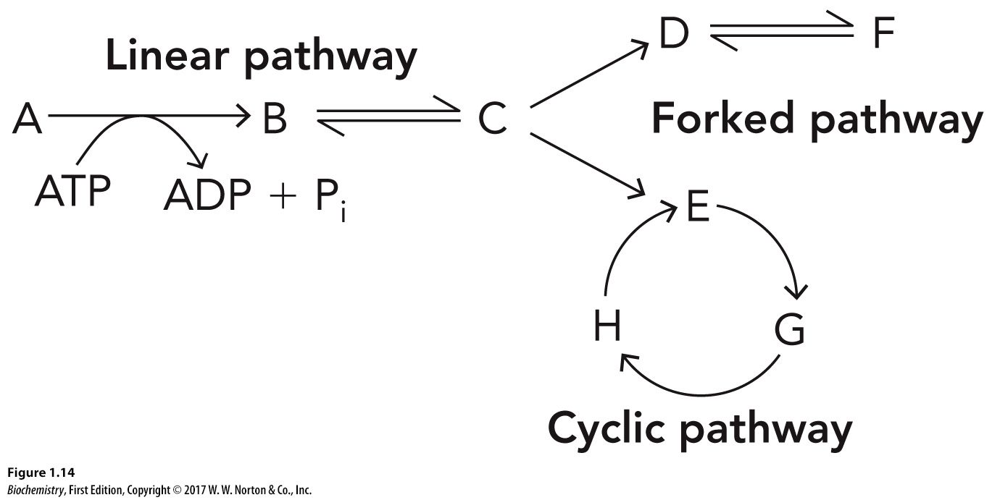 Linear pathway
A
B
C
D
F
ATP
ADP + Pi
Forked pathway
E
H
G
Cyclic pathway
Figure 1.14
Biochemistry, First Edition, Copyright © 2017 W. W. Norton & Co., Inc.